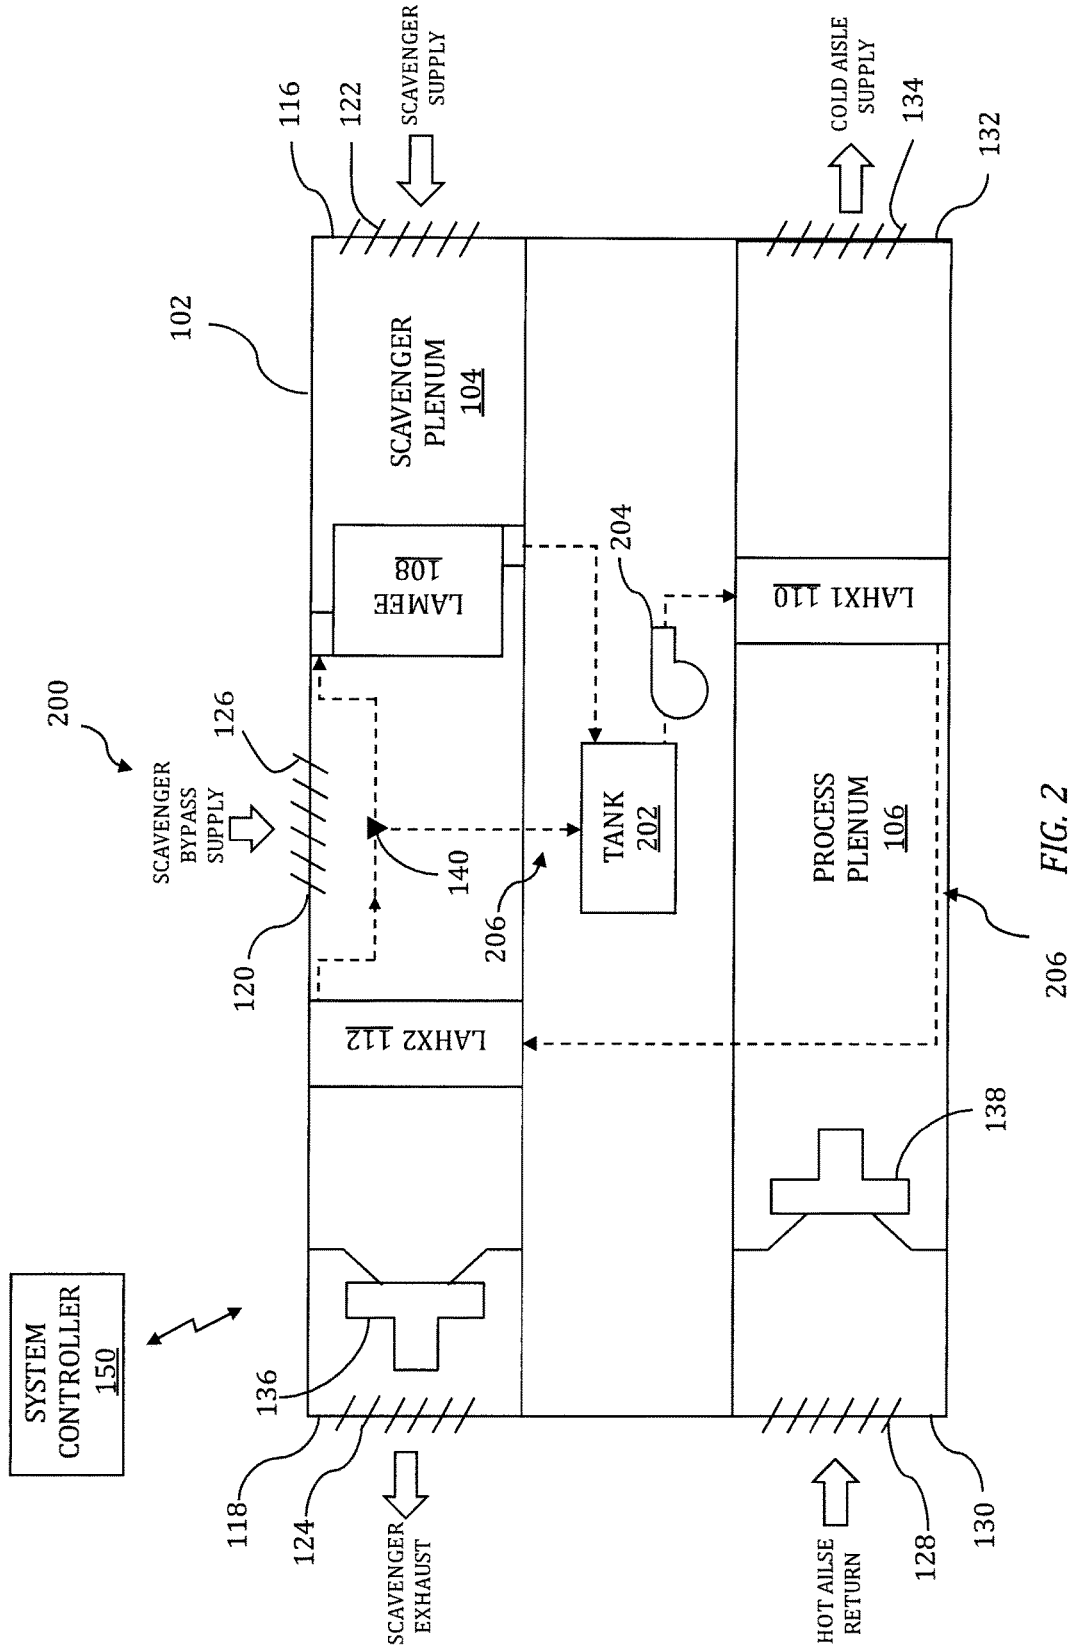 SYSTEM
CONTROLLER
150
200
SCAVENGER
BYPASS
SUPPLY
126
120
102
116
122
SCAVENGER
SUPPLY
118
124
SCAVENGER
EXHAUST
136
LAHX2 112
140
206
LAMEE
108
SCAVENGER
PLENUM
104
TANK
202
204
HOT AILSE
RETURN
128
130
138
PROCESS
PLENUM
106
206
LAHX1 110
COLD AISLE
SUPPLY
134
132
FIG. 2